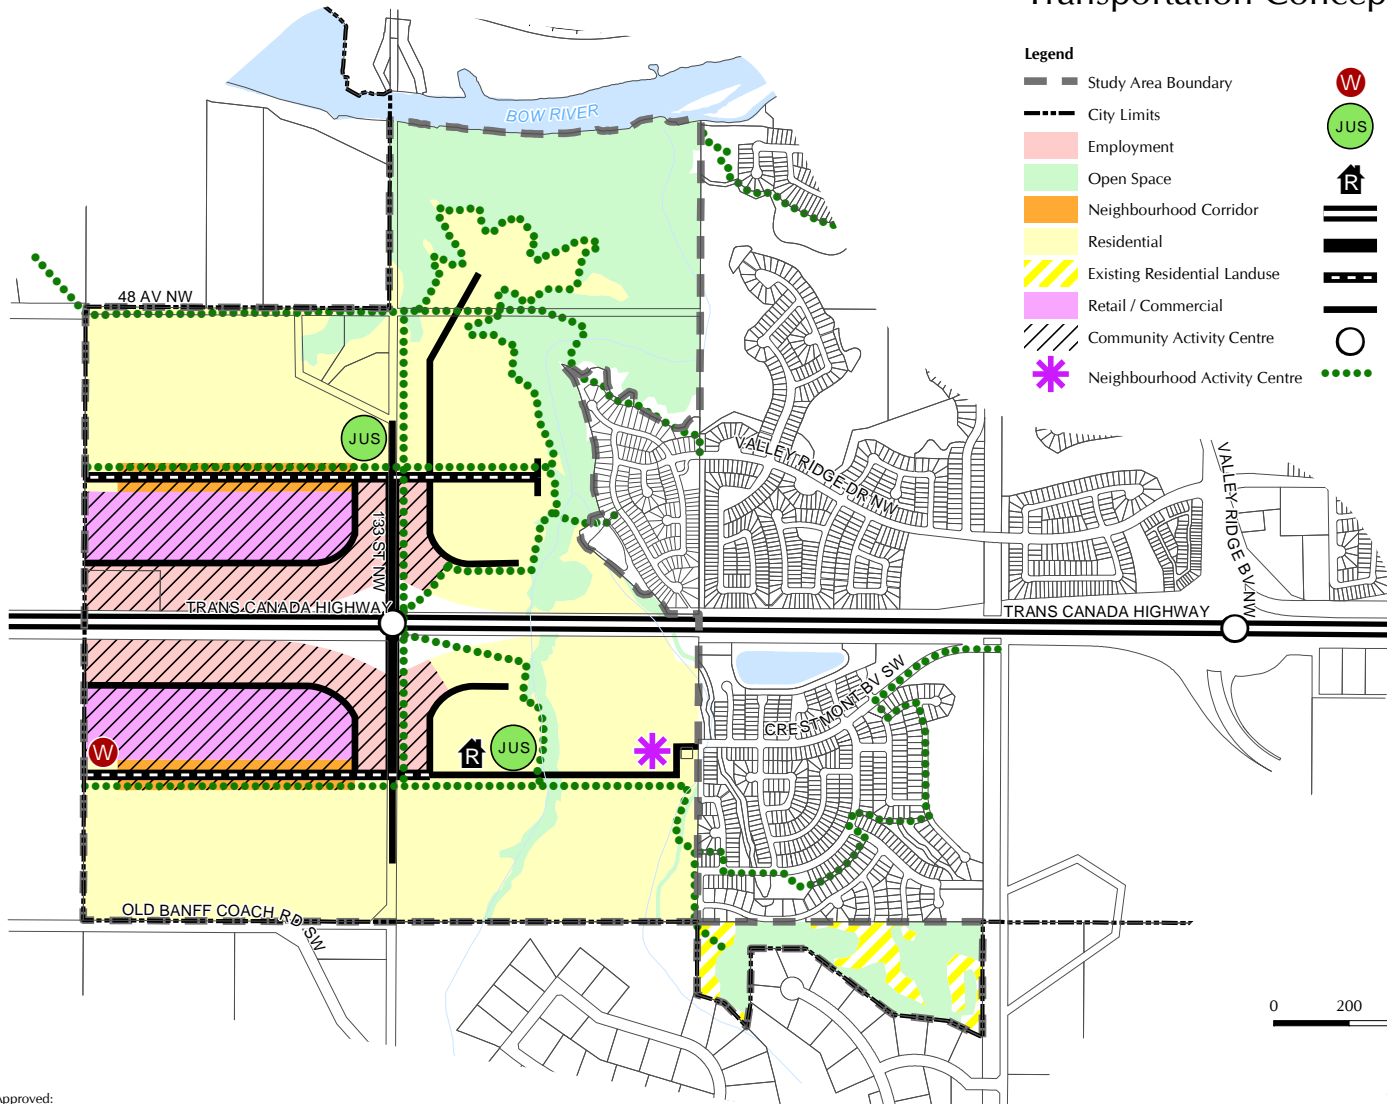 Transportation Concep
Legend
Study Area Boundary
City Limits
Employment
Open Space
Neighbourhood Corridor
Residential
Existing Residential Landuse
Retail / Commercial
Community Activity Centre
Neighbourhood Activity Centre
W
JUS
R
BOW RIVER
48 AV NW
JUS
133 ST NW
VALLEY RIDGE DR NW
VALLEY RIDGE BV NW
TRANS CANADA HIGHWAY
TRANS CANADA HIGHWAY
CRESTMONT BV SW
W
R
JUS
OLD BANFF COACH RD SW
0 200
Approved: